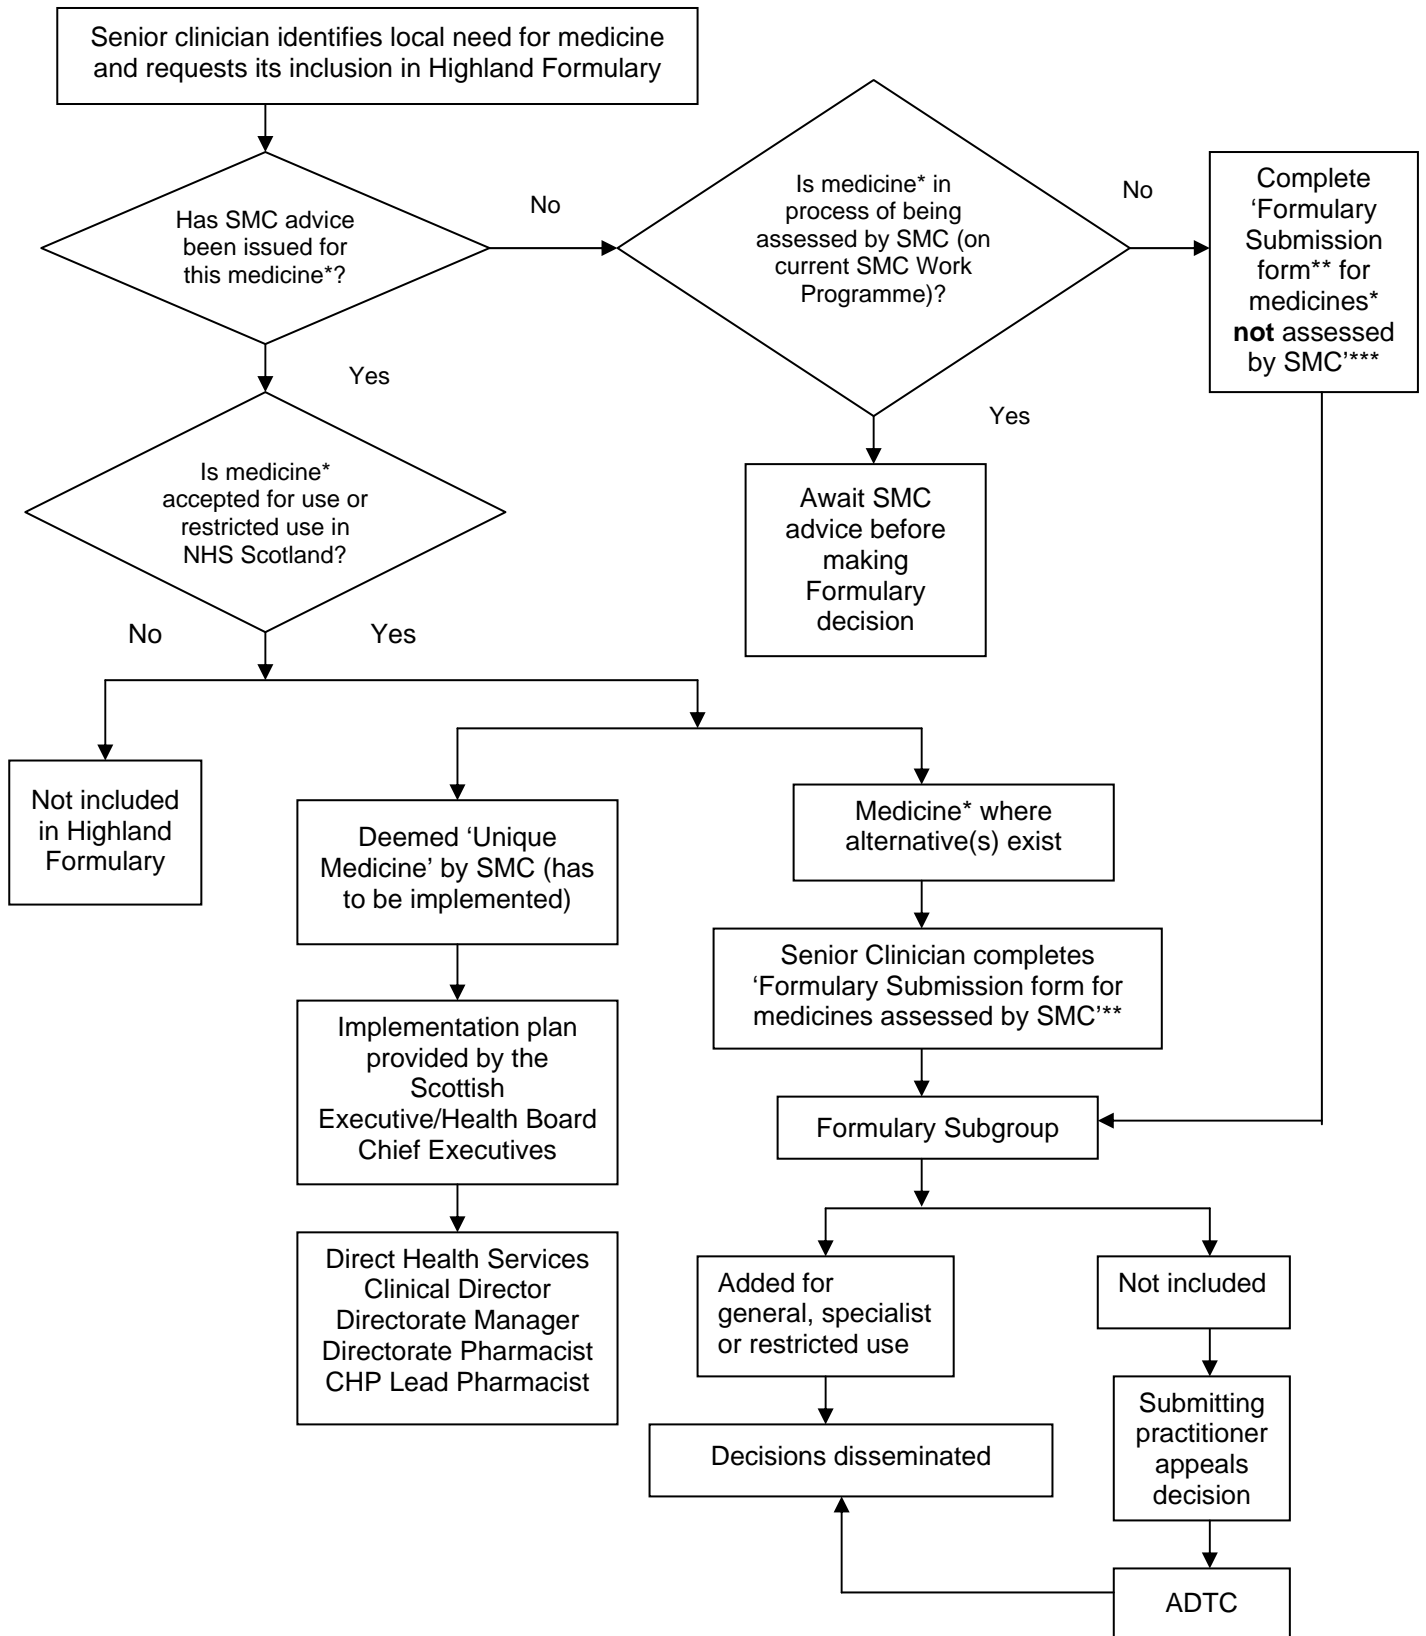 Senior clinician identifies local need for medicine
and requests its inclusion in Highland Formulary
Has SMC advice
been issued for
this medicine*?
No
Is medicine* in
process of being
assessed by SMC (on
current SMC Work
Programme)?
No
Complete
‘Formulary
Submission
form** for
medicines*
not assessed
by SMC’***
Yes
Yes
Is medicine*
accepted for use or
restricted use in
NHS Scotland?
Await SMC
advice before
making
Formulary
decision
No
Yes
Not included
in Highland
Formulary
Deemed ‘Unique
Medicine’ by SMC (has
to be implemented)
Medicine* where
alternative(s) exist
Senior Clinician completes
‘Formulary Submission form for
medicines assessed by SMC’**
Implementation plan
provided by the
Scottish
Executive/Health Board
Chief Executives
Formulary Subgroup
Direct Health Services
Clinical Director
Directorate Manager
Directorate Pharmacist
CHP Lead Pharmacist
Added for
general, specialist
or restricted use
Not included
Submitting
practitioner
appeals
decision
Decisions disseminated
ADTC